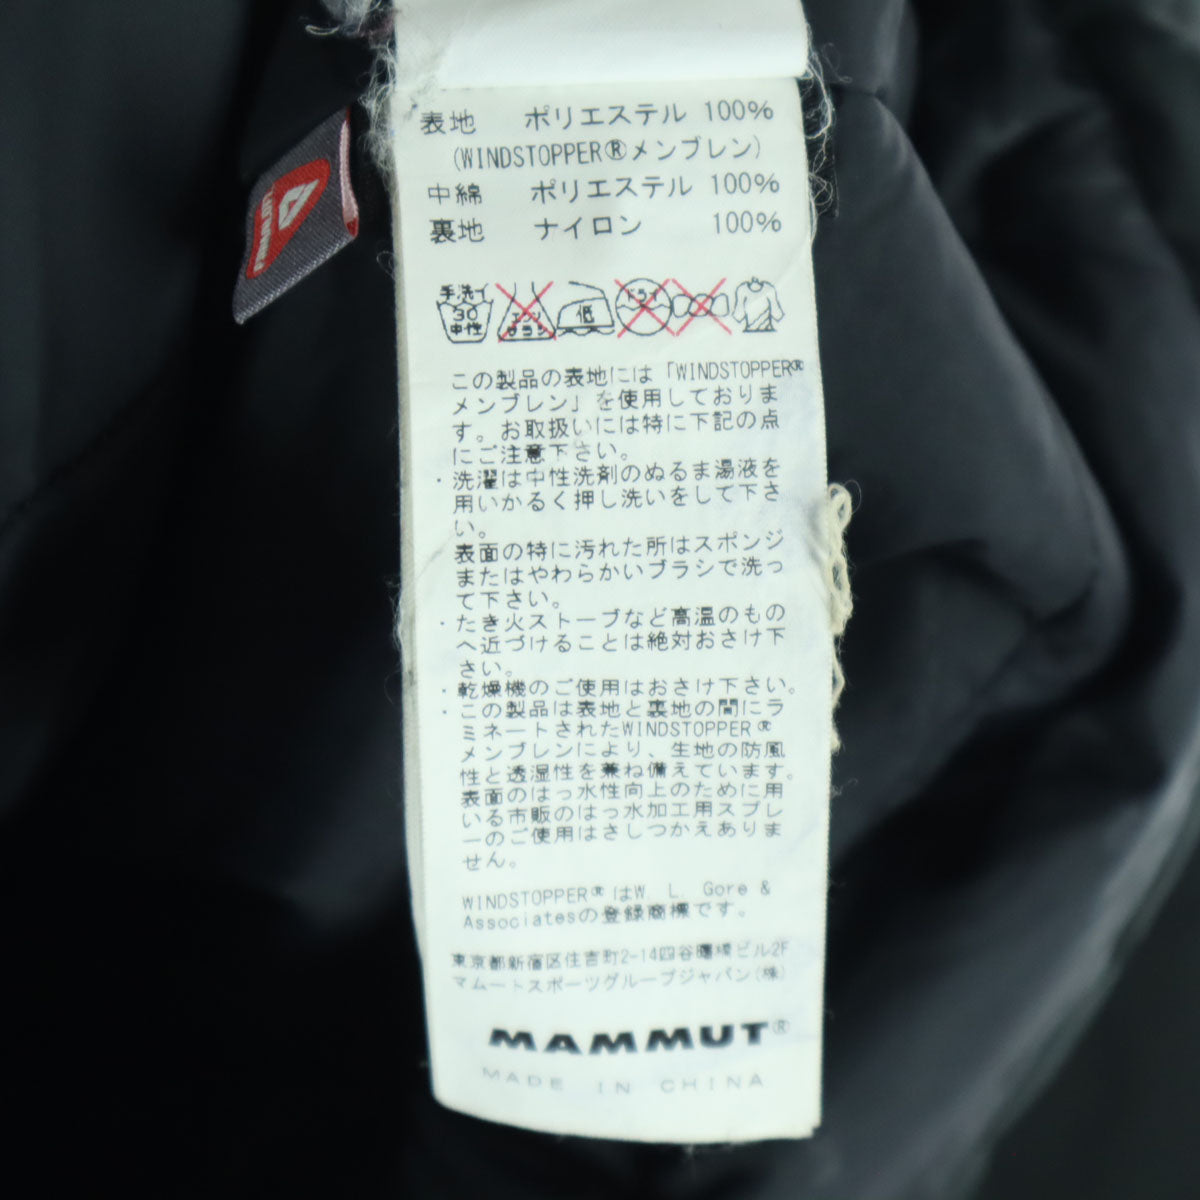 表地 ポリエステル 100%
(WINDSTOPPER®メンブレン)
中綿 ポリエステル 100%
裏地 ナイロン 100%
手洗イ 30 中性 エンソサラシ 低 ドライ
この製品の表地には「WINDSTOPPER®
メンブレン」を使用しておりま
す。お取扱いには特に下記の点
にご注意下さい。
・洗濯は中性洗剤のぬるま湯液を
用いかるく押し洗いをして下さ
い。
表面の特に汚れた所はスポンジ
またはやわらかいブラシで洗っ
て下さい。
・たき火ストーブなど高温のもの
へ近づけることは絶対おさけ下
さい。
・乾燥機のご使用はおさけ下さい。
・この製品は表地と裏地の間にラ
ミネートされたWINDSTOPPER®
メンブレンにより、生地の防風
性と透湿性を兼ね備えています。
表面のはっ水性向上のために用
いる市販のはっ水加工用スプレ
ーのご使用はさしつかえありま
せん。
WINDSTOPPER®はW. L. Gore &
Associatesの登録商標です。
東京都新宿区住吉町2-14四谷曙橋ビル2F
マムートスポーツグループジャパン(株)
MAMMUT®
MADE IN CHINA